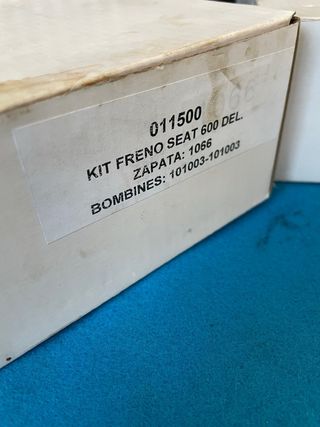 011500
KIT FRENO SEAT 600 DEL.
ZAPATA: 1066
BOMBINES: 101003-101003